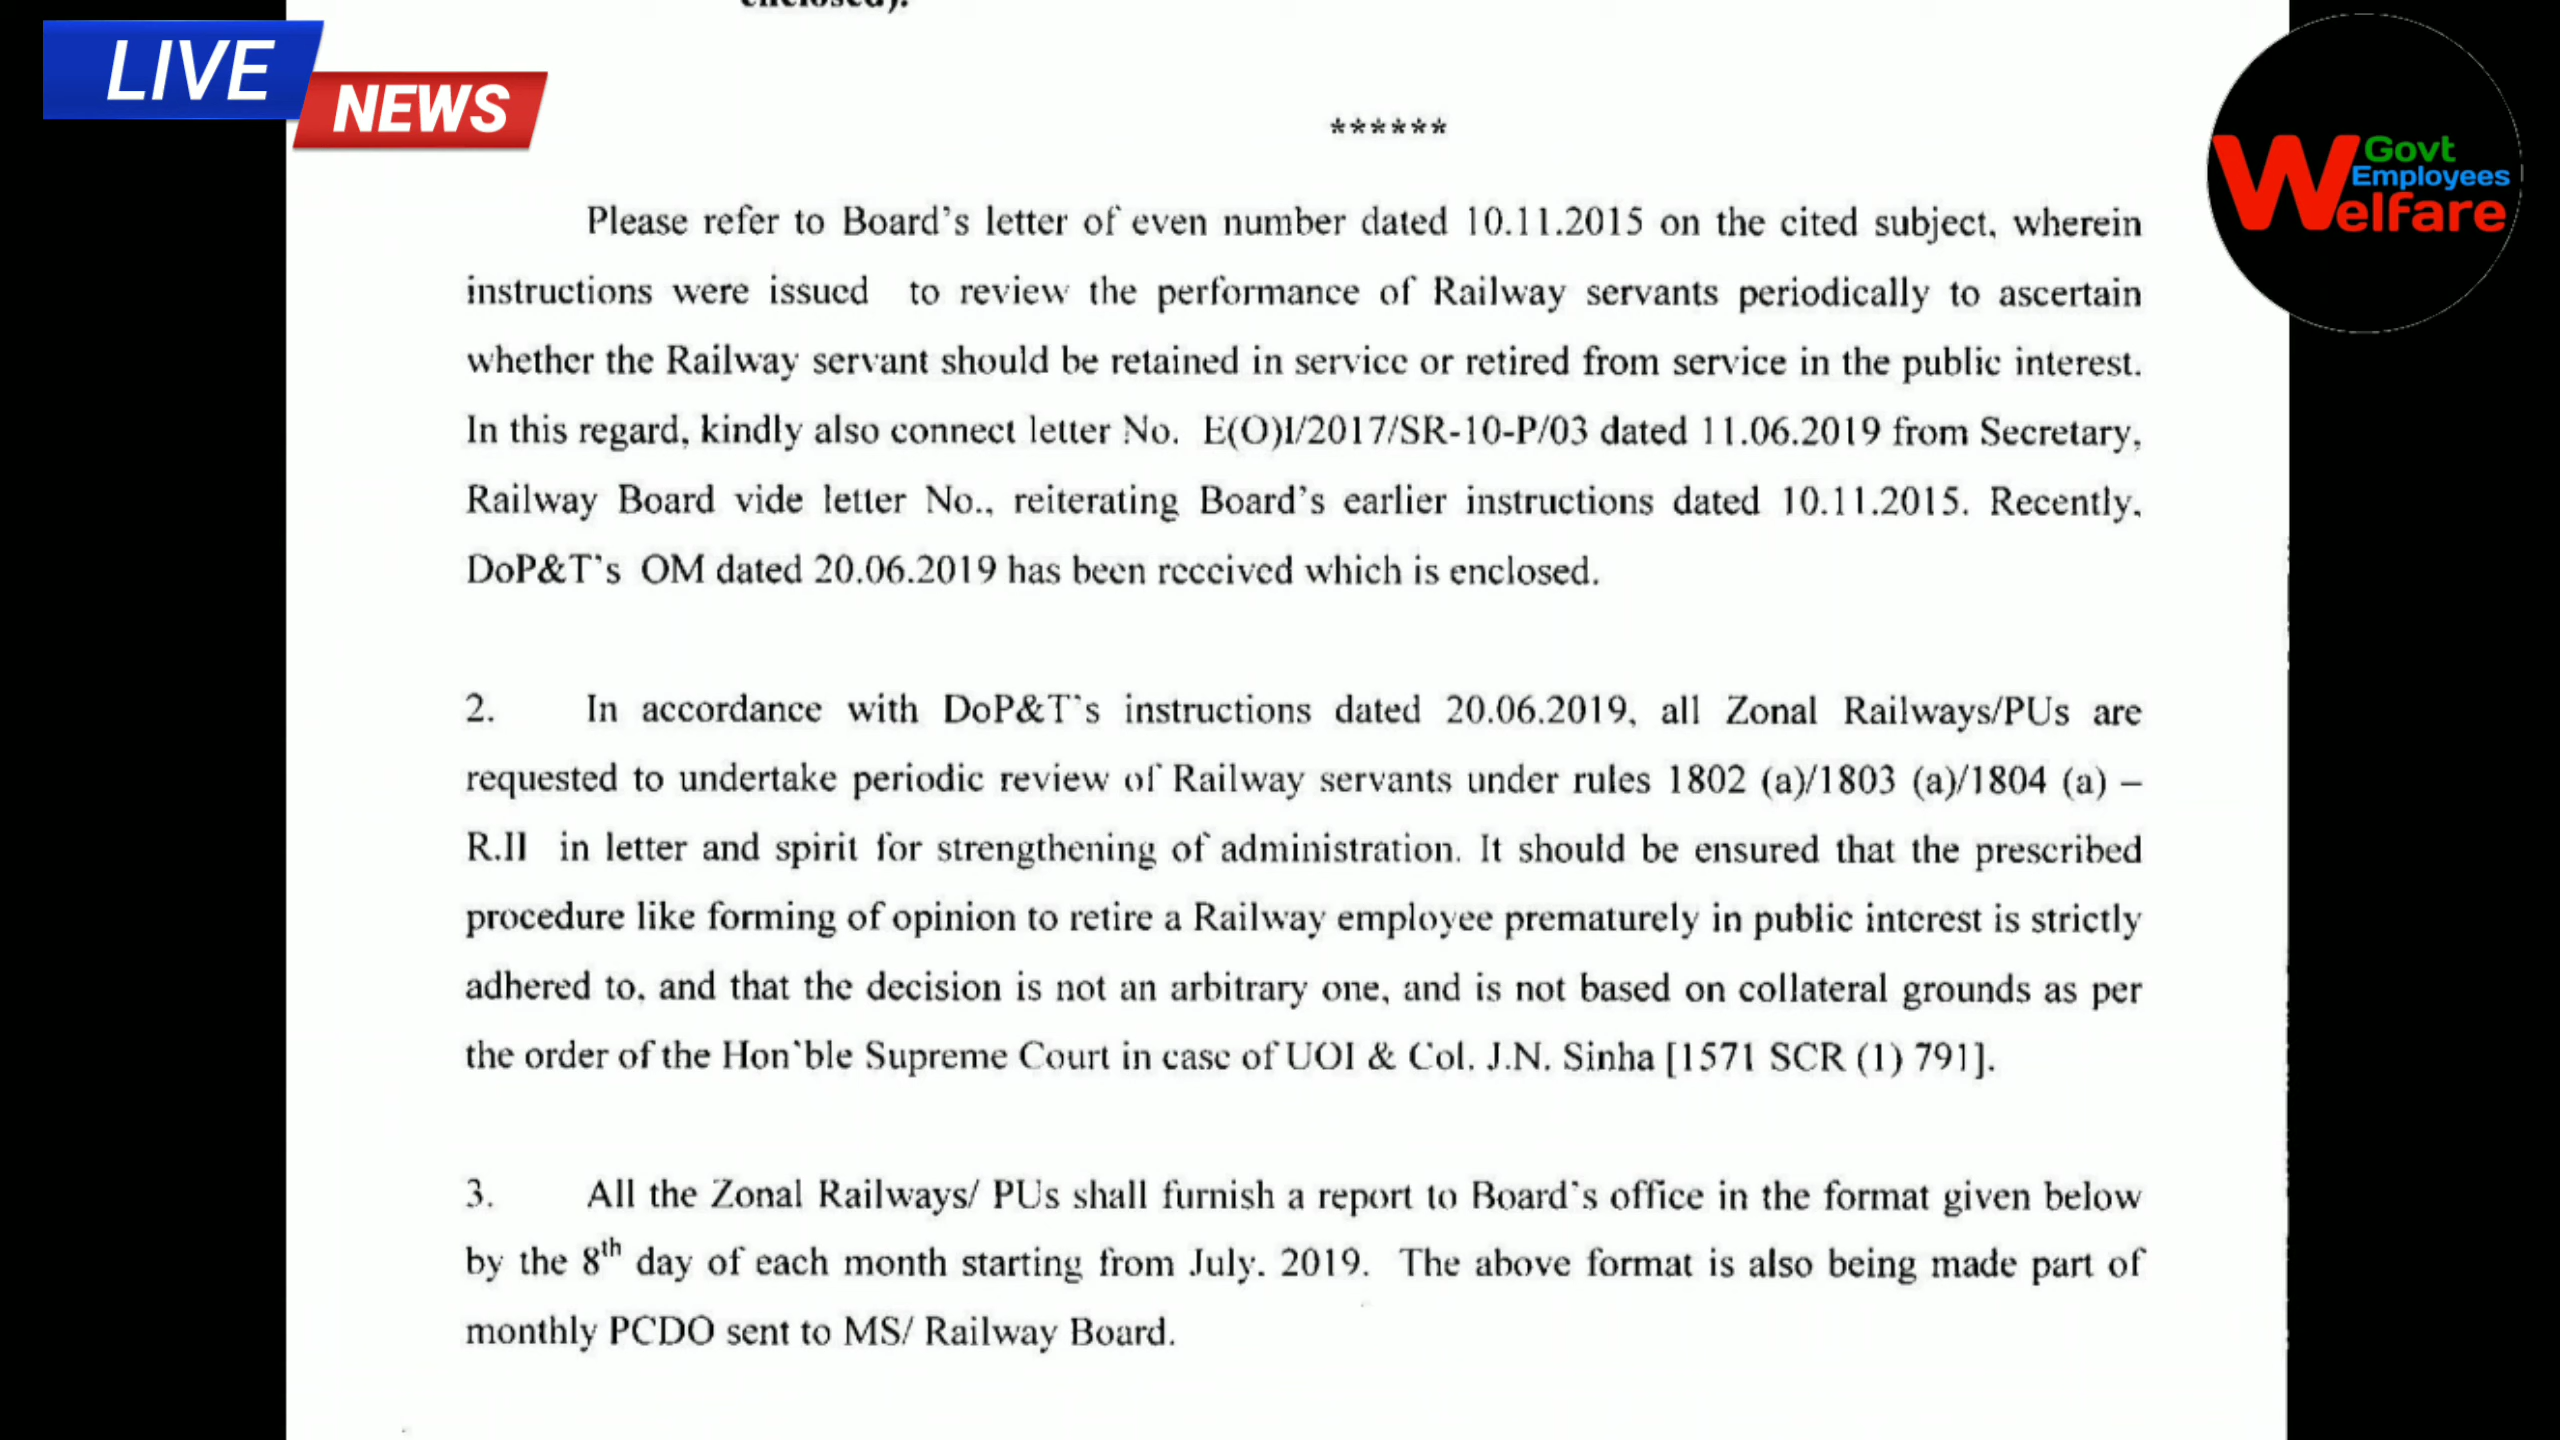 enclosed).
LIVE
NEWS
Govt
Employees
Welfare
******
Please refer to Board's letter of even number dated 10.11.2015 on the cited subject, wherein
instructions were issued to review the performance of Railway servants periodically to ascertain
whether the Railway servant should be retained in service or retired from service in the public interest.
In this regard, kindly also connect letter No. E(O)I/2017/SR-10-P/03 dated 11.06.2019 from Secretary,
Railway Board vide letter No., reiterating Board's earlier instructions dated 10.11.2015. Recently,
DoP&T's OM dated 20.06.2019 has been received which is enclosed.
2. In accordance with DoP&T's instructions dated 20.06.2019, all Zonal Railways/PUs are
requested to undertake periodic review of Railway servants under rules 1802 (a)/1803 (a)/1804 (a) –
R.II in letter and spirit for strengthening of administration. It should be ensured that the prescribed
procedure like forming of opinion to retire a Railway employee prematurely in public interest is strictly
adhered to, and that the decision is not an arbitrary one, and is not based on collateral grounds as per
the order of the Hon'ble Supreme Court in case of UOI & Col. J.N. Sinha [1571 SCR (1) 791].
3. All the Zonal Railways/ PUs shall furnish a report to Board's office in the format given below
by the 8th day of each month starting from July. 2019. The above format is also being made part of
monthly PCDO sent to MS/ Railway Board.